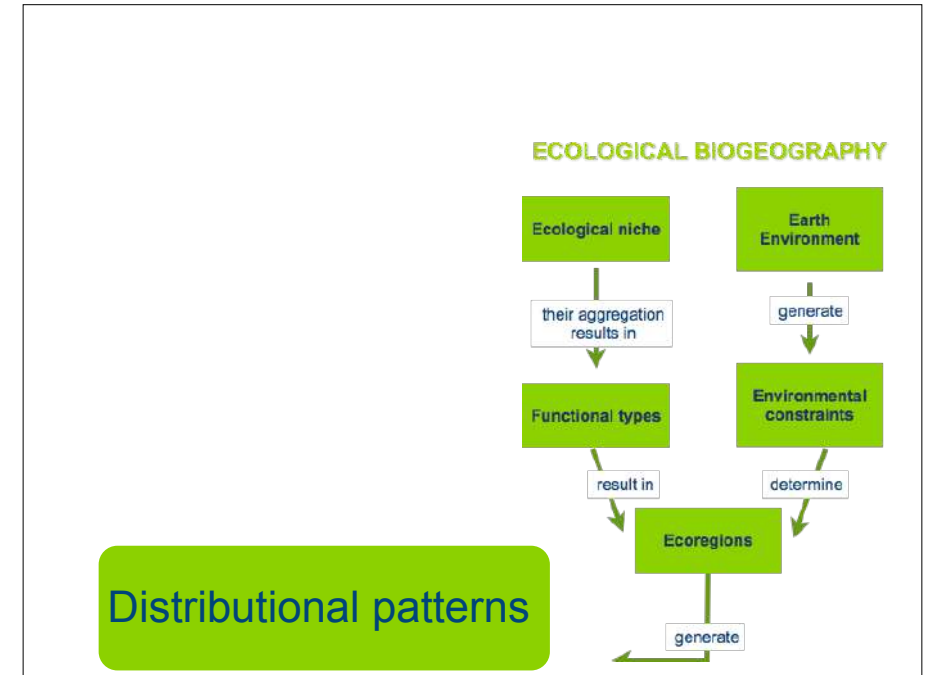 ECOLOGICAL BIOGEOGRAPHY
Ecological niche
Earth
Environment
their aggregation
results in
generate
Functional types
Environmental
constraints
result in
determine
Ecoregions
Distributional patterns
generate